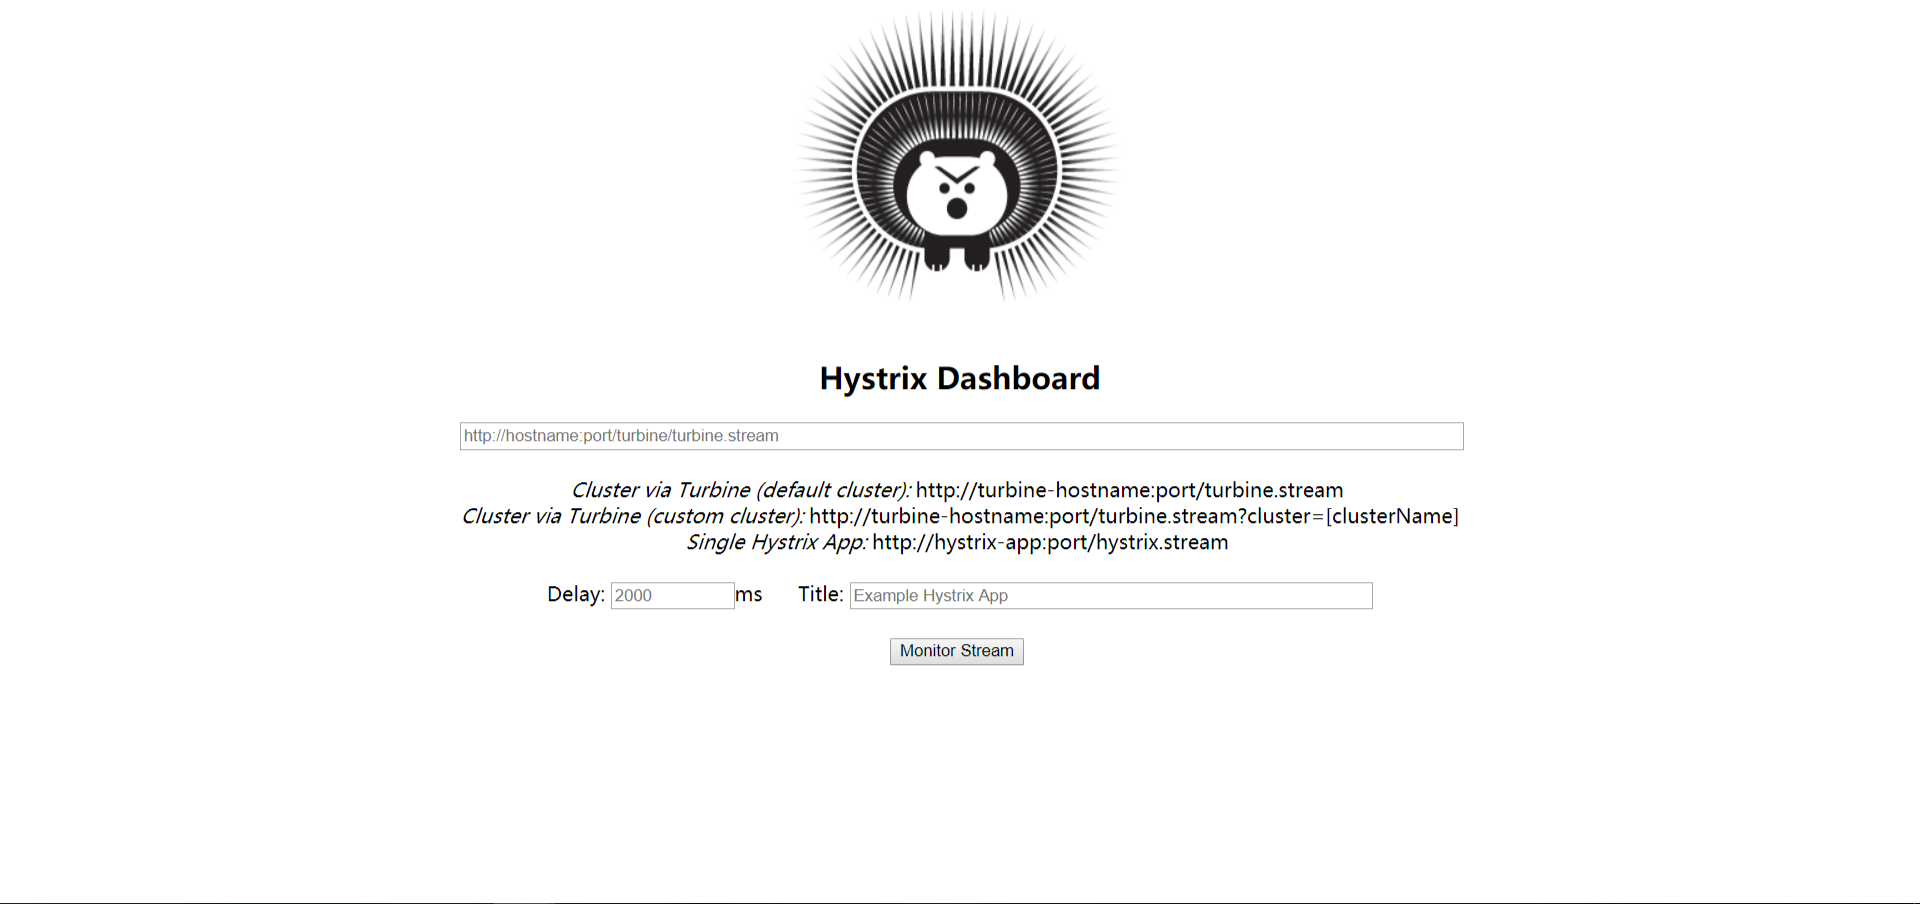 Hystrix Dashboard
http://hostname:port/turbine/turbine.stream
Cluster via Turbine (default cluster): http://turbine-hostname:port/turbine.stream
Cluster via Turbine (custom cluster): http://turbine-hostname:port/turbine.stream?cluster=[clusterName]
Single Hystrix App: http://hystrix-app:port/hystrix.stream
Delay: 2000 ms Title: Example Hystrix App
Monitor Stream